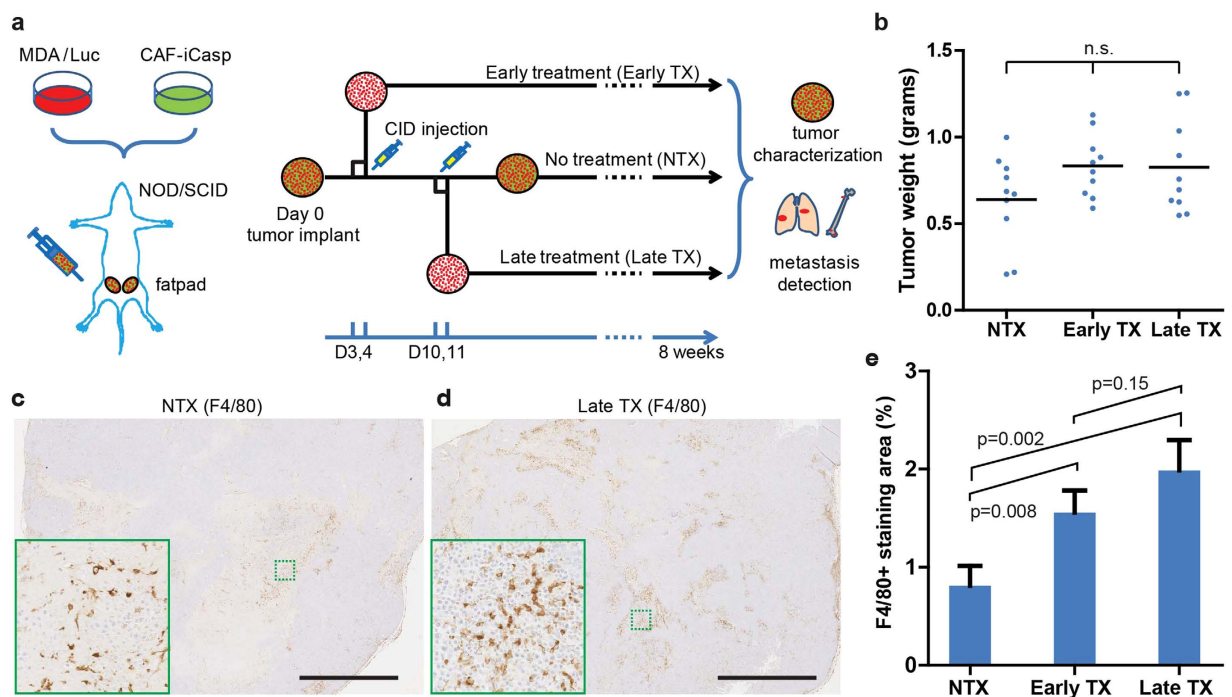 a
MDA/Luc
CAF-iCasp
NOD/SCID
fatpad
Early treatment (Early TX)
CID injection
No treatment (NTX)
Day 0
tumor implant
Late treatment (Late TX)
D3,4
D10,11
8 weeks
tumor
characterization
metastasis
detection
b
Tumor weight (grams)
1.5
1.0
0.5
0.0
n.s.
NTX
Early TX
Late TX
c
NTX (F4/80)
d
Late TX (F4/80)
e
F4/80+ staining area (%)
3
2
1
0
p=0.15
p=0.002
p=0.008
NTX
Early TX
Late TX